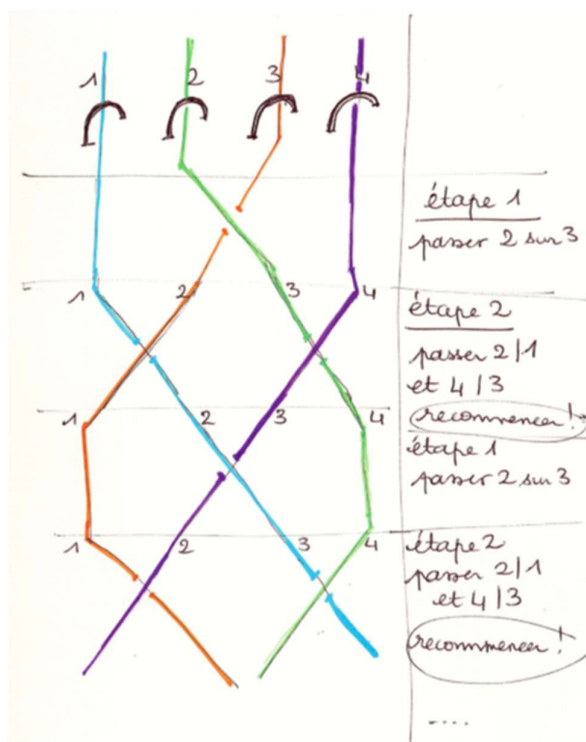 1 2 3 4
étape 1
passer 2 sur 3
1 2 3 4
étape 2
passer 2/1
et 4/3
recommencer !
1 2 3 4
étape 1
passer 2 sur 3
1 2 3 4
étape 2
passer 2/1
et 4/3
recommencer !
....